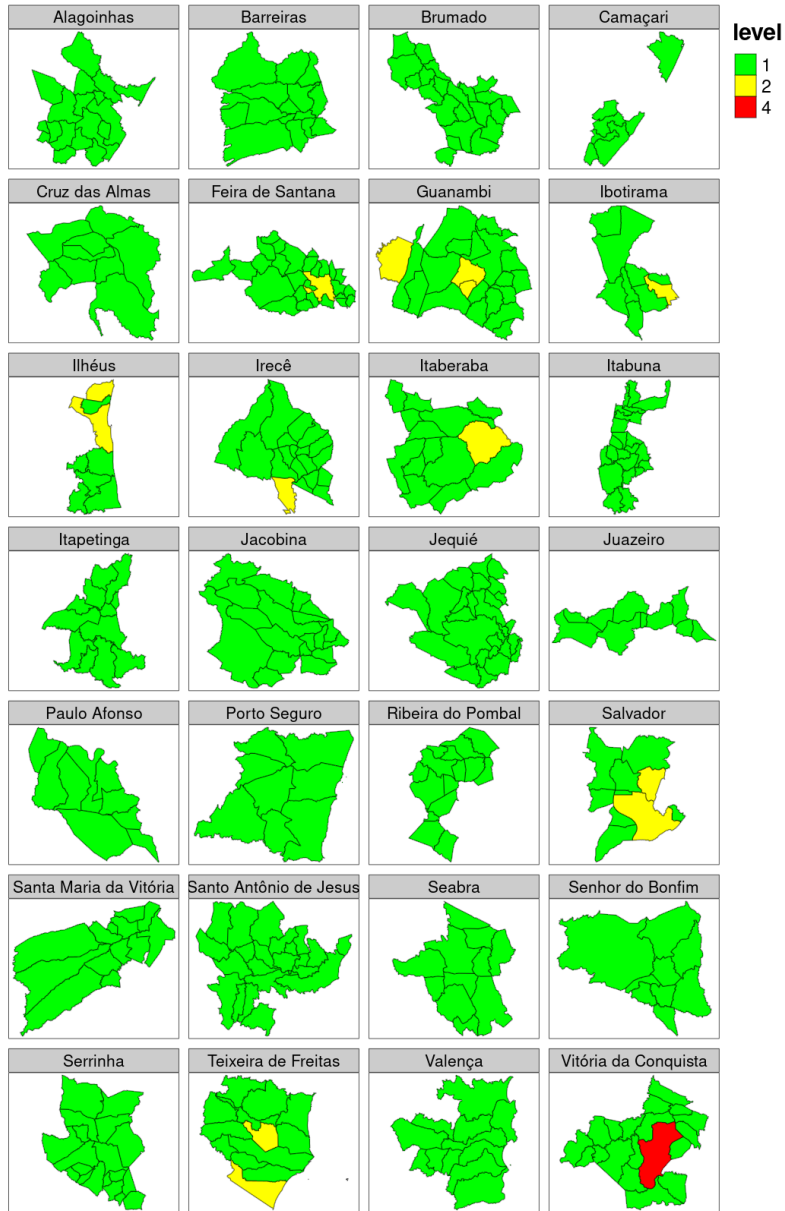 Alagoinhas
Barreiras
Brumado
Camaçari
level
1
2
4
Cruz das Almas
Feira de Santana
Guanambi
Ibotirama
Ilhéus
Irecê
Itaberaba
Itabuna
Itapetinga
Jacobina
Jequié
Juazeiro
Paulo Afonso
Porto Seguro
Ribeira do Pombal
Salvador
Santa Maria da Vitória
Santo Antônio de Jesus
Seabra
Senhor do Bonfim
Serrinha
Teixeira de Freitas
Valença
Vitória da Conquista